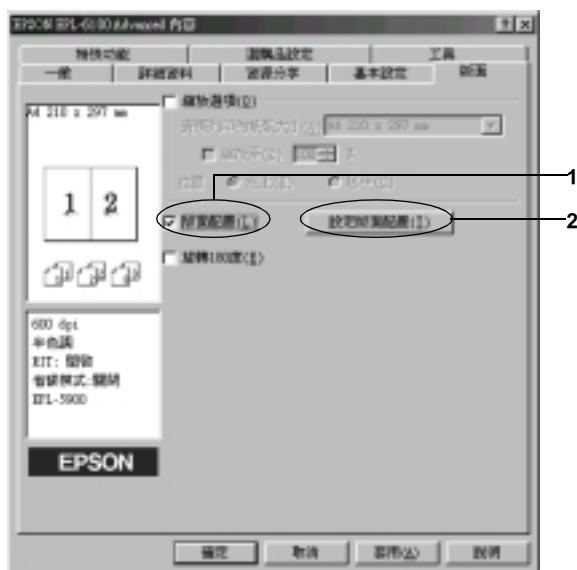 EPSON EPL-6100 Advanced 內容
特殊功能 選購品設定 工具
一般 詳細資料 資源分享 基本設定 版面
A4 210 x 297 mm
縮放選項(O)
A4 210 x 297 mm
100 %
1 2
1
版面配置(L) 設定版面配置(I)
2
旋轉180度(R)
600 dpi
半色調
RIT: 開啟
省碳模式:關閉
EPL-5900
EPSON
確定 取消 套用(A) 說明